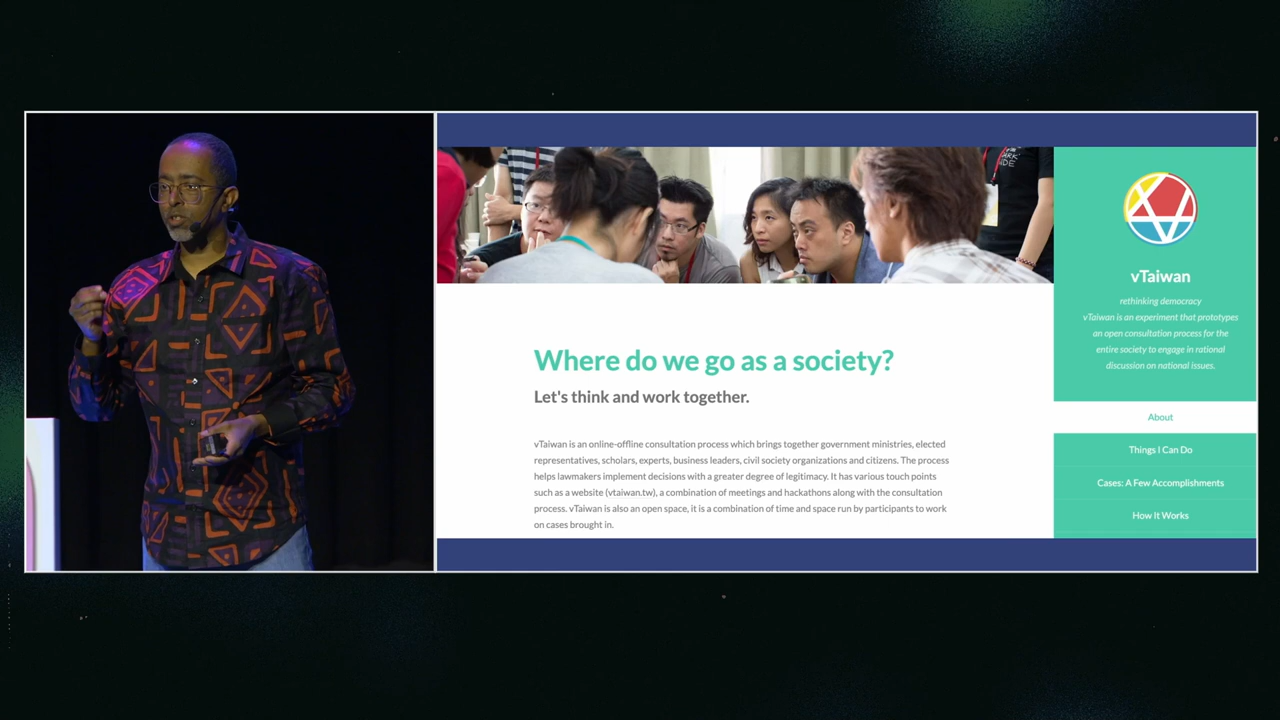 Where do we go as a society?
Let's think and work together.
vTaiwan is an online-offline consultation process which brings together government ministries, elected
representatives, scholars, experts, business leaders, civil society organizations and citizens. The process
helps lawmakers implement decisions with a greater degree of legitimacy. It has various touch points
such as a website (vtaiwan.tw), a combination of meetings and hackathons along with the consultation
process. vTaiwan is also an open space, it is a combination of time and space run by participants to work
on cases brought in.
vTaiwan
rethinking democracy
vTaiwan is an experiment that prototypes
an open consultation process for the
entire society to engage in rational
discussion on national issues.
About
Things I Can Do
Cases: A Few Accomplishments
How It Works